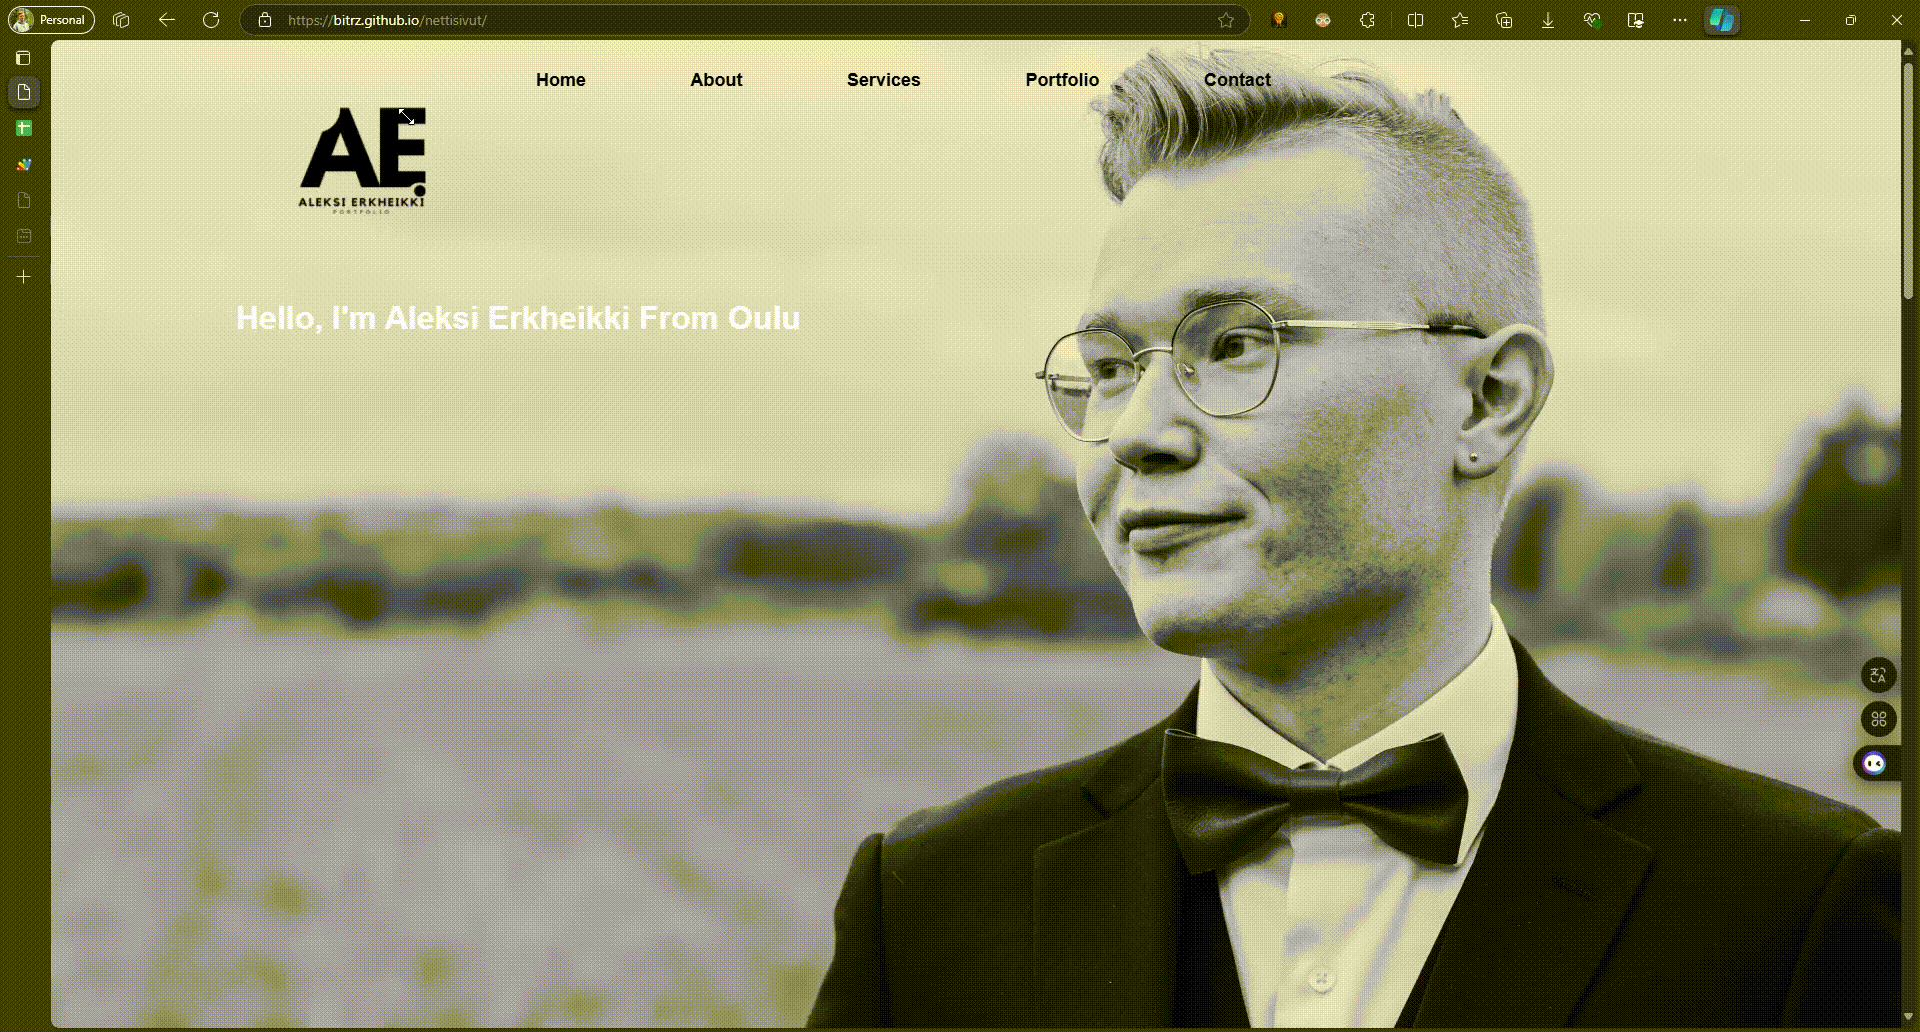 Personal
https://bitrz.github.io/nettisivut/
Home
About
Services
Portfolio
Contact
AE
ALEKSI ERKHEIKKI
PORTFOLIO
Hello, I'm Aleksi Erkheikki From Oulu